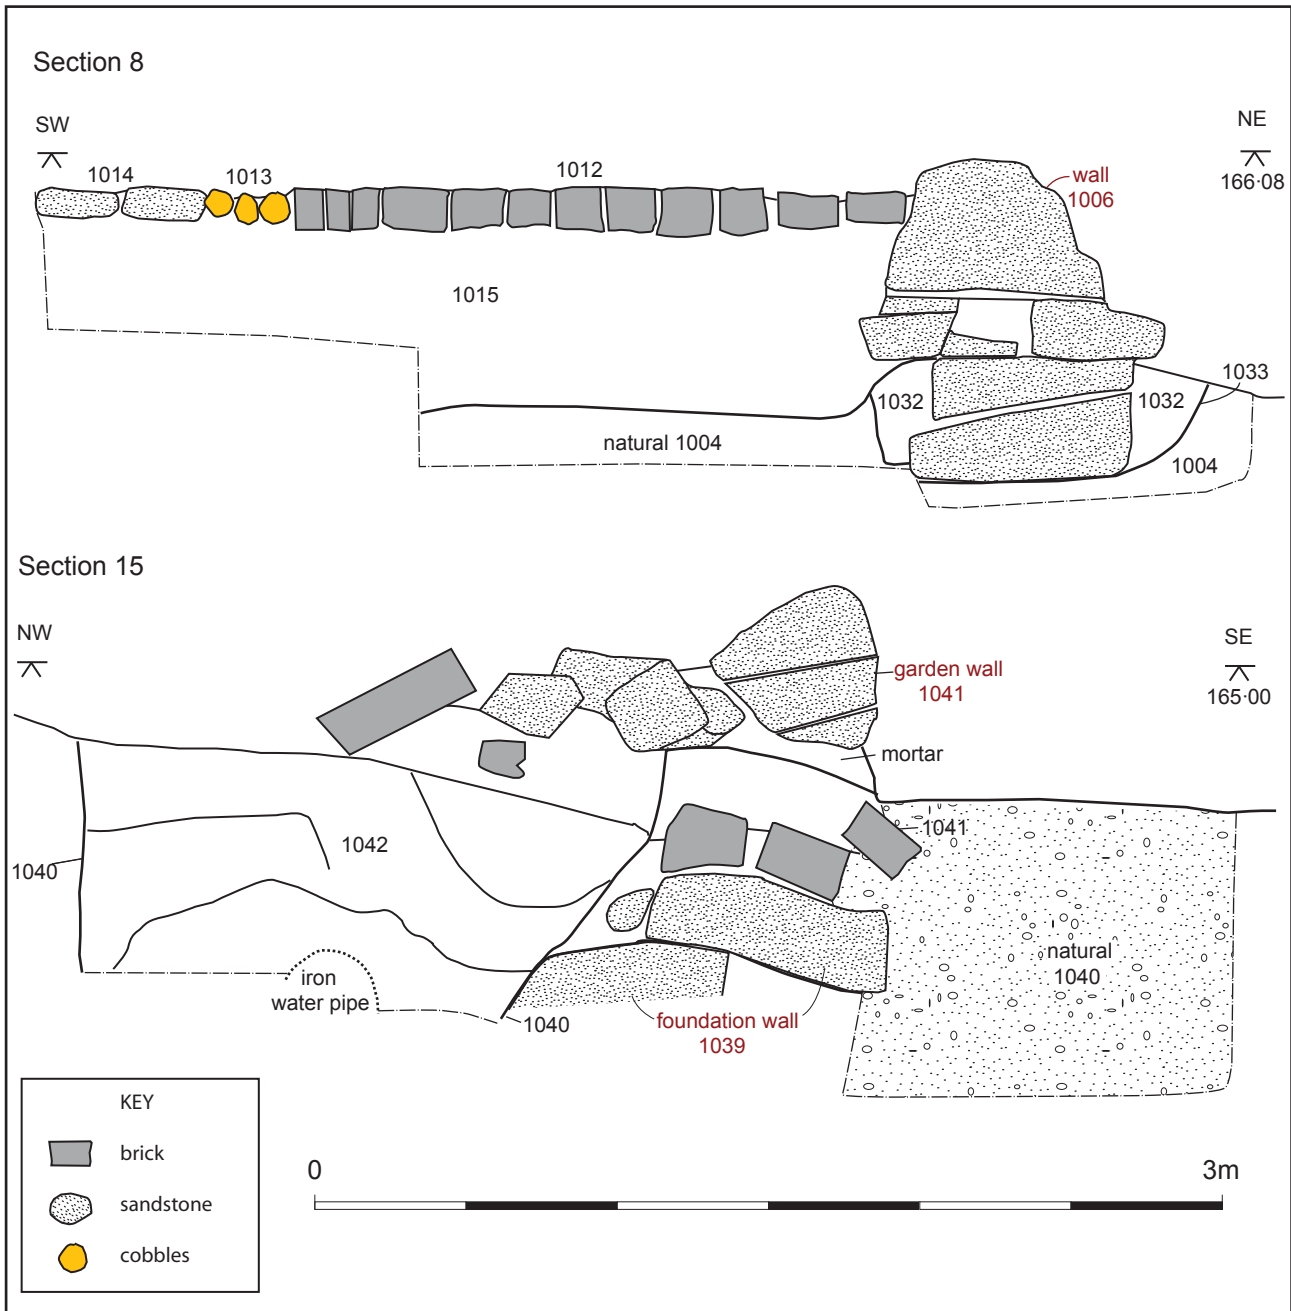 Section 8
SW
NE
1014
1013
1012
wall
1006
166·08
1015
1033
1032
1032
natural 1004
1004
Section 15
NW
SE
garden wall
1041
165·00
mortar
1041
1042
1040
natural
1040
iron
water pipe
1040
foundation wall
1039
KEY
brick
sandstone
cobbles
0
3m